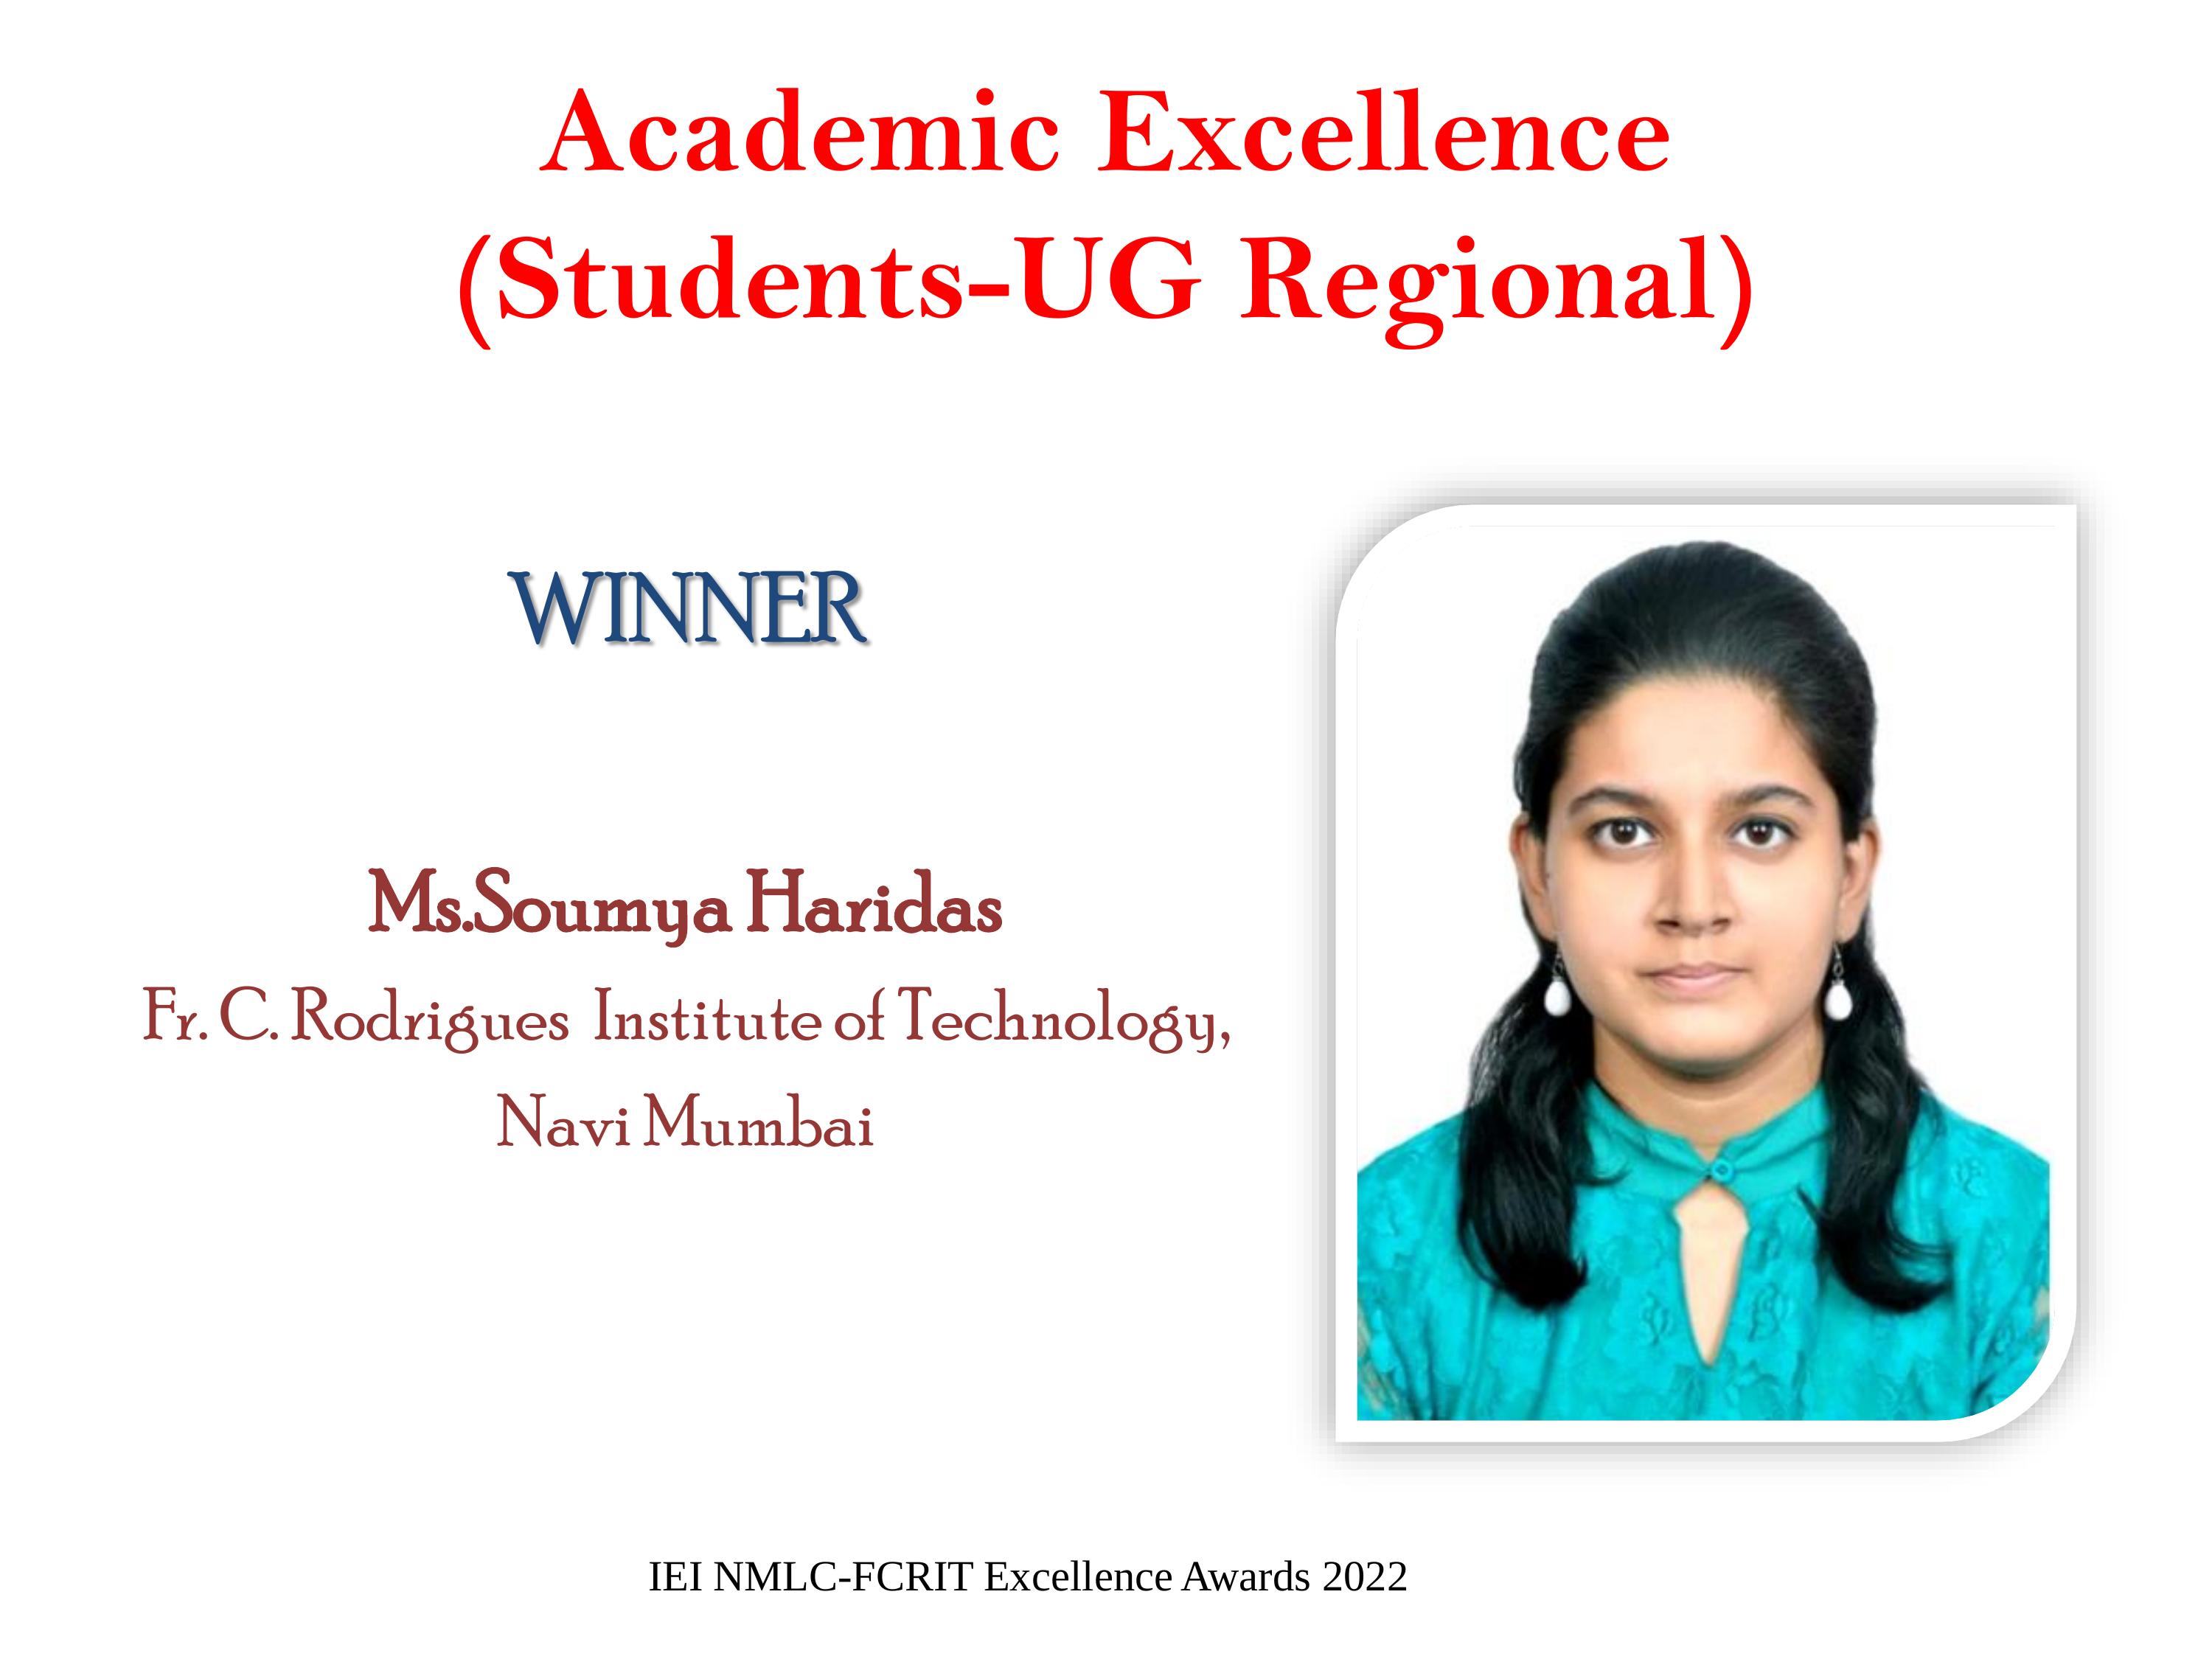 Academic Excellence
(Students-UG Regional)
WINNER
Ms.Soumya Haridas
Fr. C. Rodrigues Institute of Technology,
Navi Mumbai
IEI NMLC-FCRIT Excellence Awards 2022